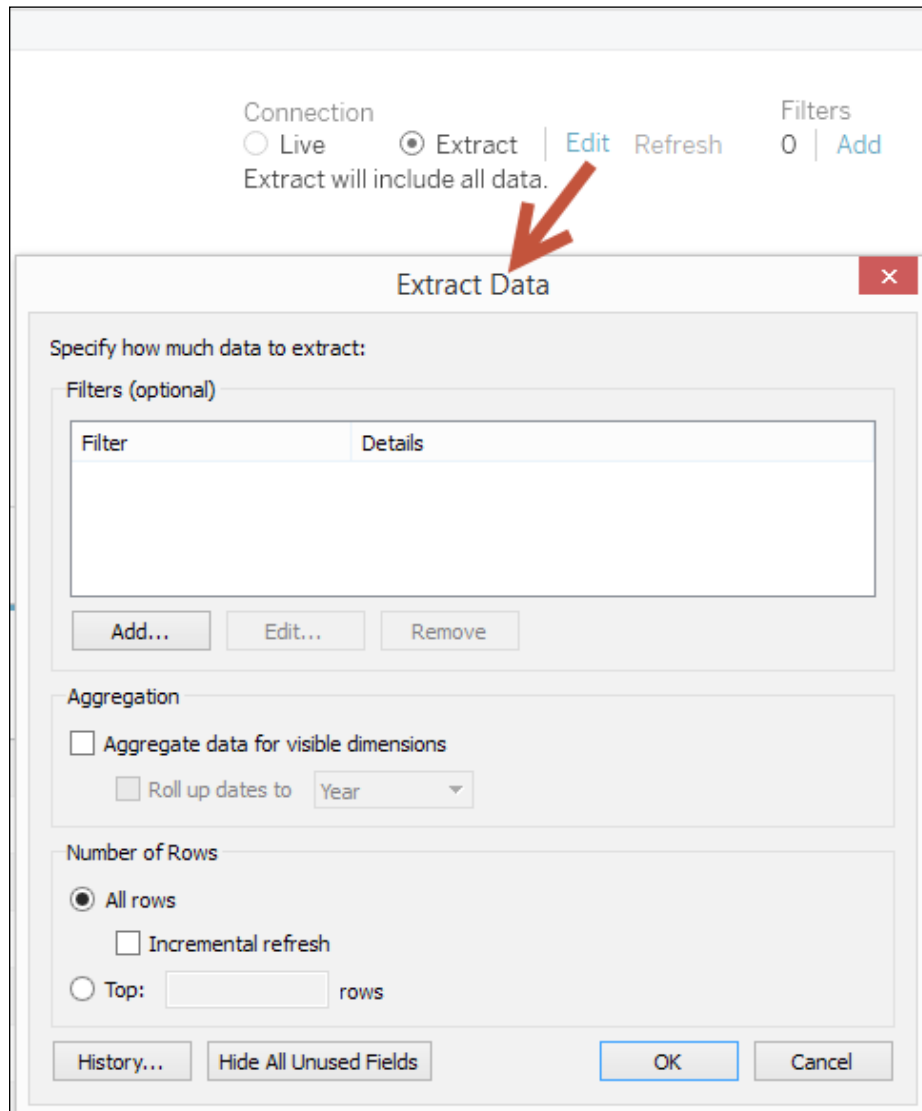 Connection
Filters
Live Extract Edit Refresh 0 Add
Extract will include all data.
Extract Data
Specify how much data to extract:
Filters (optional)
Filter Details
Add... Edit... Remove
Aggregation
Aggregate data for visible dimensions
Roll up dates to Year
Number of Rows
All rows
Incremental refresh
Top: rows
History... Hide All Unused Fields OK Cancel